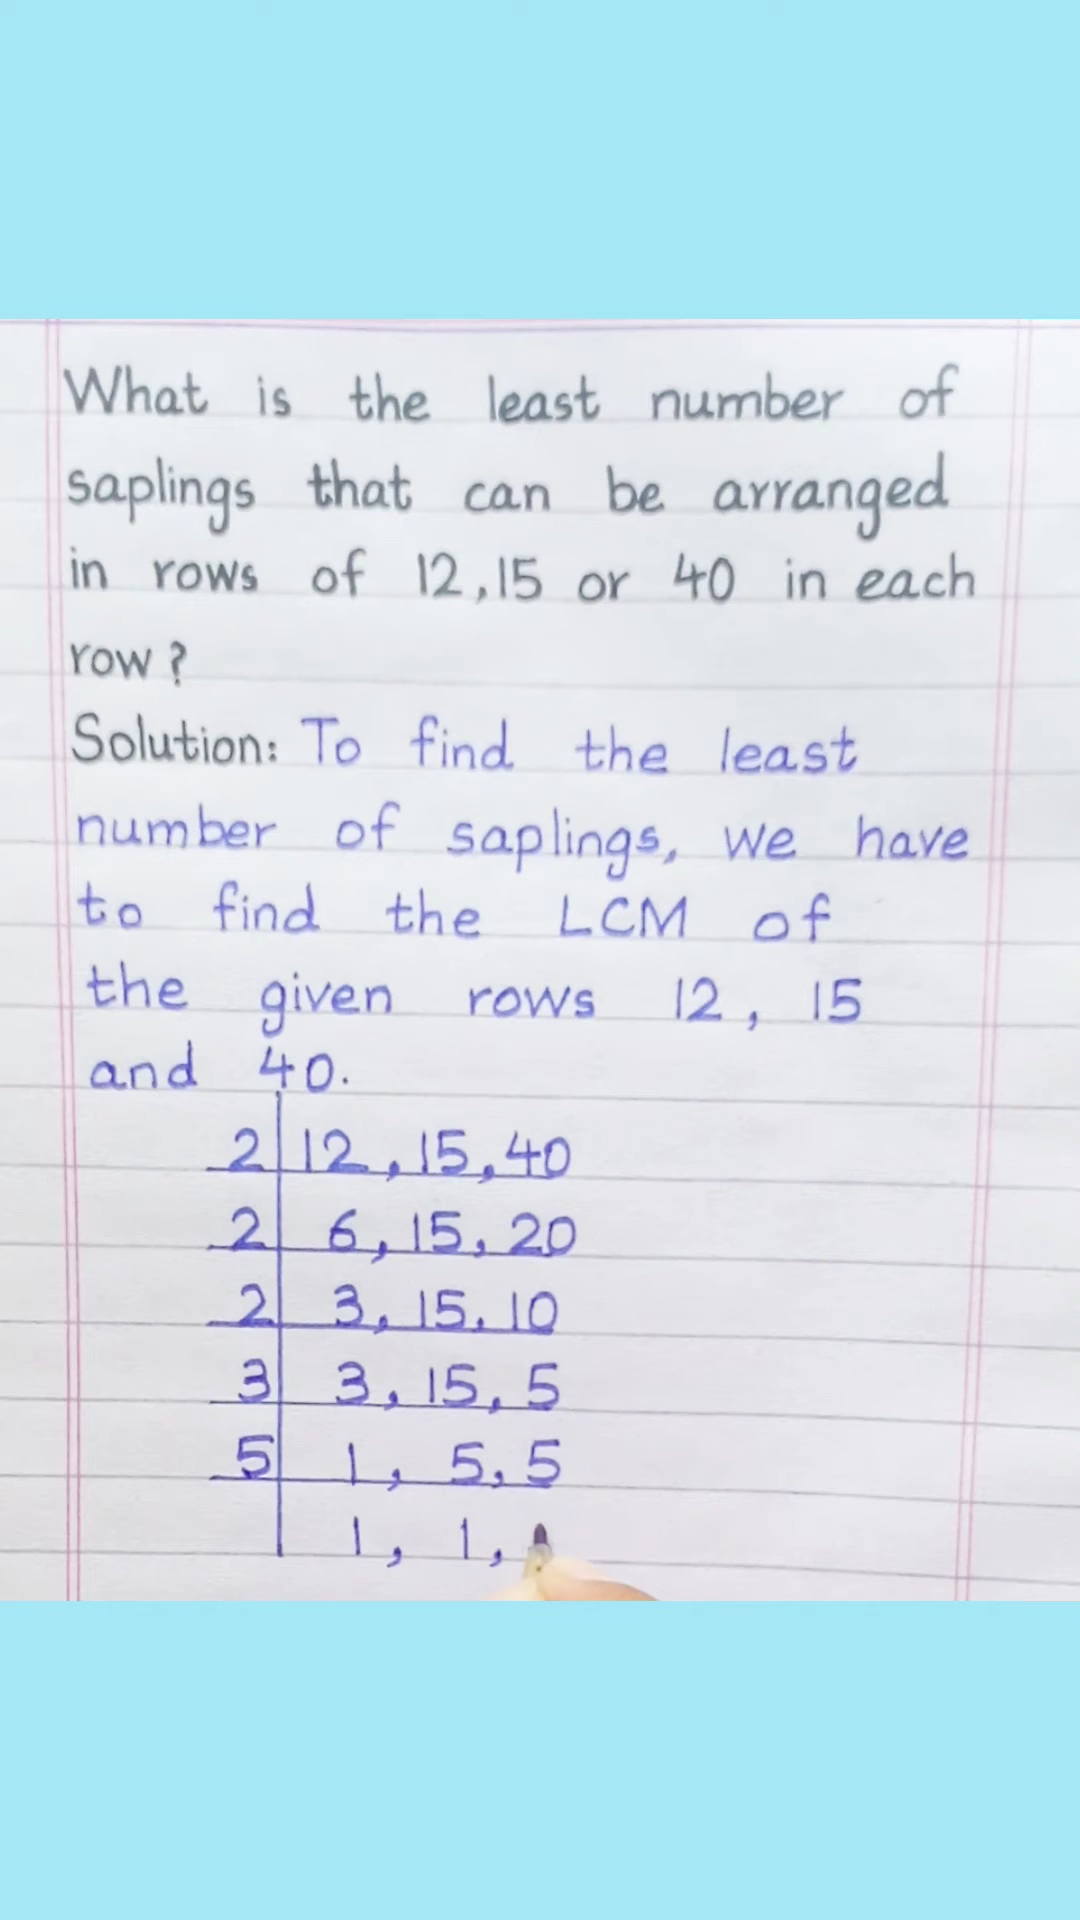 What is the least number of
saplings that can be arranged
in rows of 12,15 or 40 in each
row?
Solution: To find the least
number of saplings, we have
to find the LCM of
the given rows 12, 15
and 40.
2 12, 15, 40
2 6, 15, 20
2 3, 15, 10
3 3, 15, 5
5 1, 5, 5
1, 1,